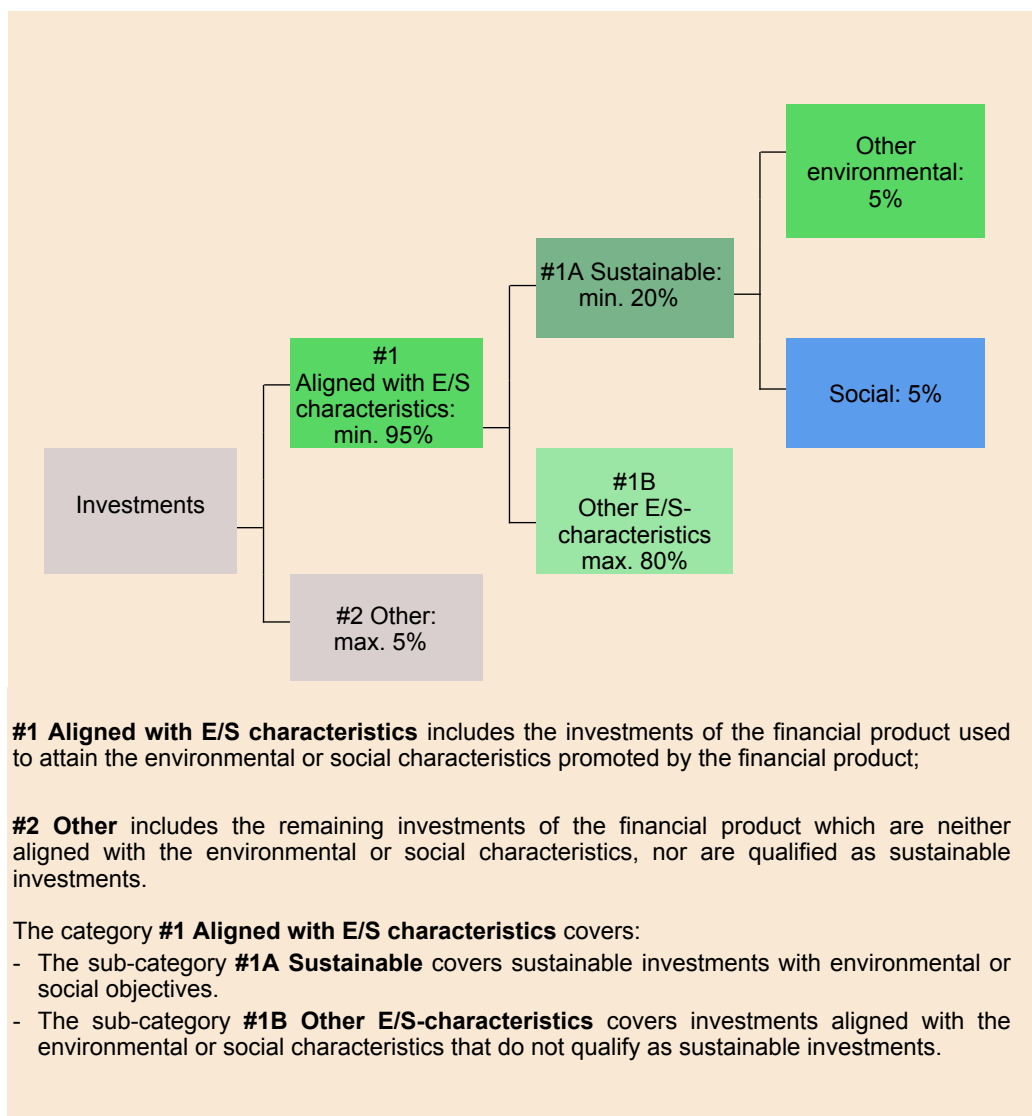 Other
environmental:
5%
#1A Sustainable:
min. 20%
#1
Aligned with E/S
characteristics:
min. 95%
Social: 5%
Investments
#1B
Other E/S-
characteristics
max. 80%
#2 Other:
max. 5%
#1 Aligned with E/S characteristics includes the investments of the financial product used
to attain the environmental or social characteristics promoted by the financial product;
#2 Other includes the remaining investments of the financial product which are neither
aligned with the environmental or social characteristics, nor are qualified as sustainable
investments.
The category #1 Aligned with E/S characteristics covers:
- The sub-category #1A Sustainable covers sustainable investments with environmental or
social objectives.
- The sub-category #1B Other E/S-characteristics covers investments aligned with the
environmental or social characteristics that do not qualify as sustainable investments.